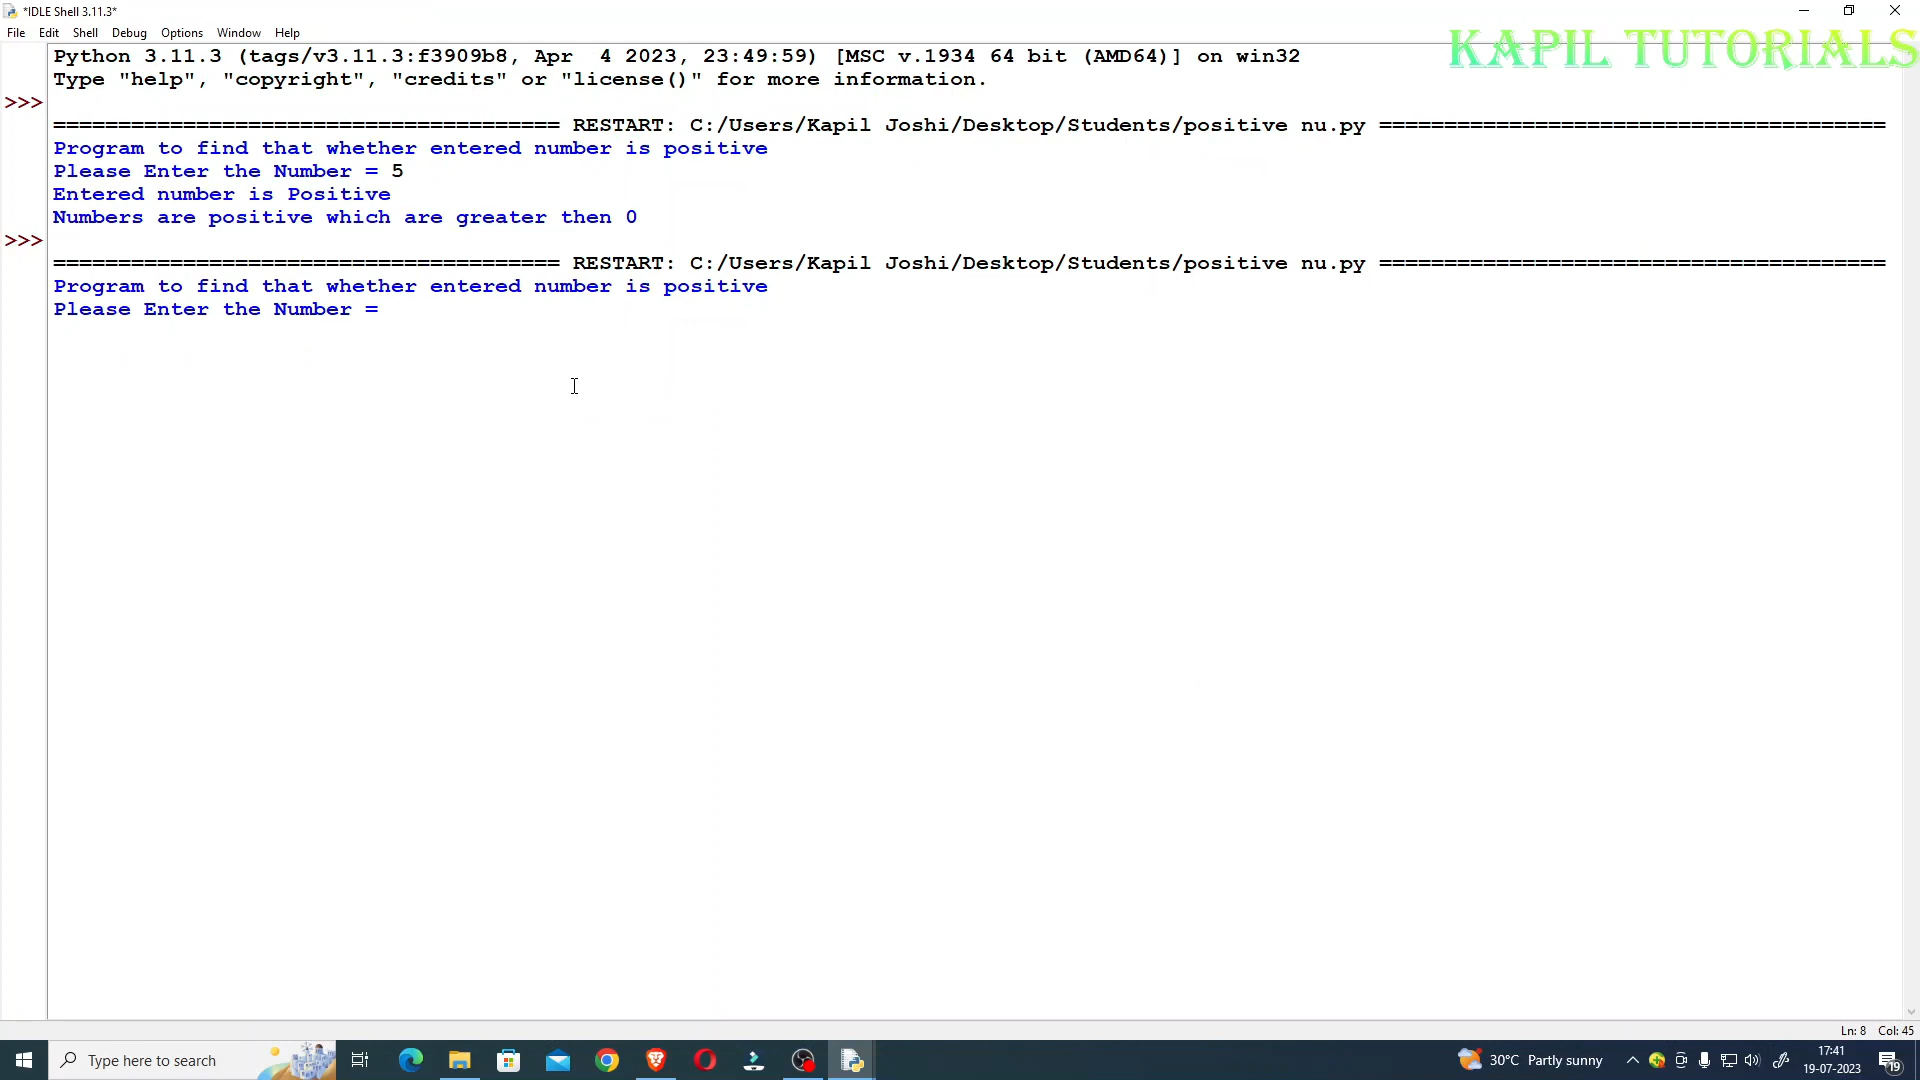 *IDLE Shell 3.11.3*
File Edit Shell Debug Options Window Help
KAPIL TUTORIALS
Python 3.11.3 (tags/v3.11.3:f3909b8, Apr  4 2023, 23:49:59) [MSC v.1934 64 bit (AMD64)] on win32
Type "help", "copyright", "credits" or "license()" for more information.
>>>
======================================= RESTART: C:/Users/Kapil Joshi/Desktop/Students/positive nu.py =======================================
Program to find that whether entered number is positive
Please Enter the Number = 5
Entered number is Positive
Numbers are positive which are greater then 0
>>>
======================================= RESTART: C:/Users/Kapil Joshi/Desktop/Students/positive nu.py =======================================
Program to find that whether entered number is positive
Please Enter the Number =
Ln: 8 Col: 45
Type here to search
30°C Partly sunny
17:41
19-07-2023
19